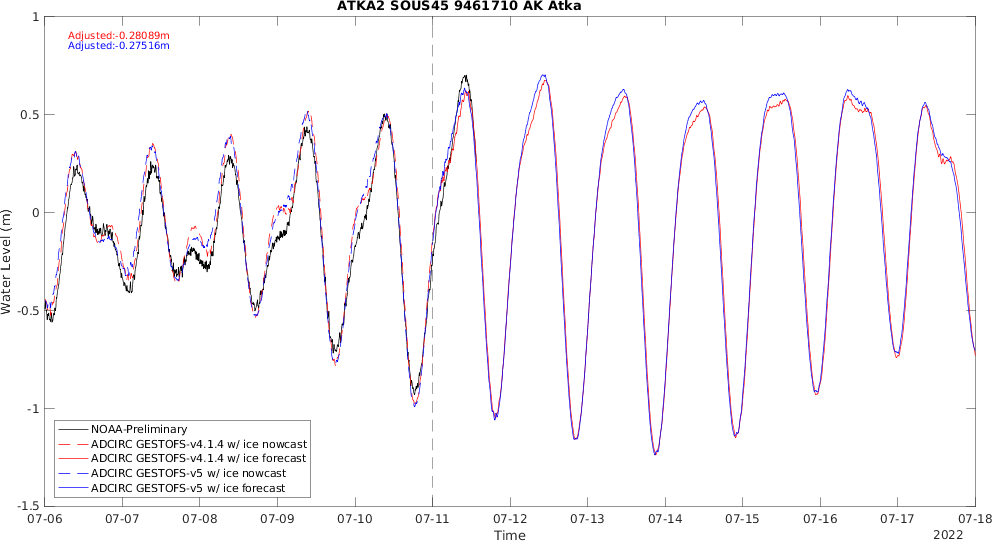 ATKA2 SOUS45 9461710 AK Atka
Adjusted:-0.28089m
Adjusted:-0.27516m
1
0.5
0
-0.5
-1
-1.5
Water Level (m)
NOAA-Preliminary
ADCIRC GESTOFS-v4.1.4 w/ ice nowcast
ADCIRC GESTOFS-v4.1.4 w/ ice forecast
ADCIRC GESTOFS-v5 w/ ice nowcast
ADCIRC GESTOFS-v5 w/ ice forecast
07-06 07-07 07-08 07-09 07-10 07-11 07-12 07-13 07-14 07-15 07-16 07-17 07-18
Time
2022